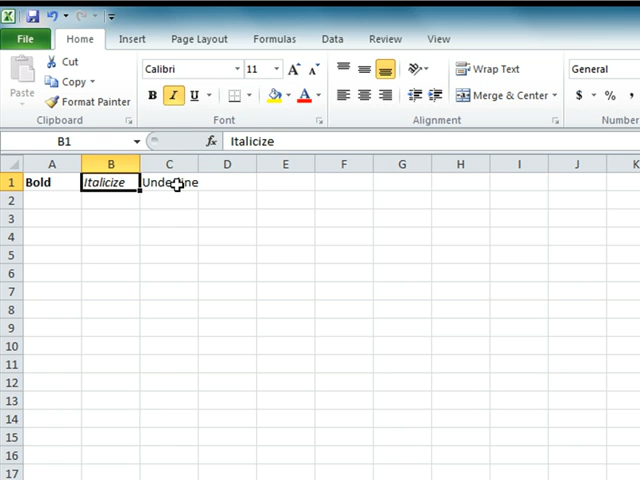 File Home Insert Page Layout Formulas Data Review View
Cut
Copy
Format Painter
Paste
Clipboard
Calibri 11 A A
B I U A
Font
Wrap Text
Merge & Center
Alignment
General
$ % ,
Number
B1 fx Italicize
A B C D E F G H I J K
1 Bold Italicize Underline
2
3
4
5
6
7
8
9
10
11
12
13
14
15
16
17